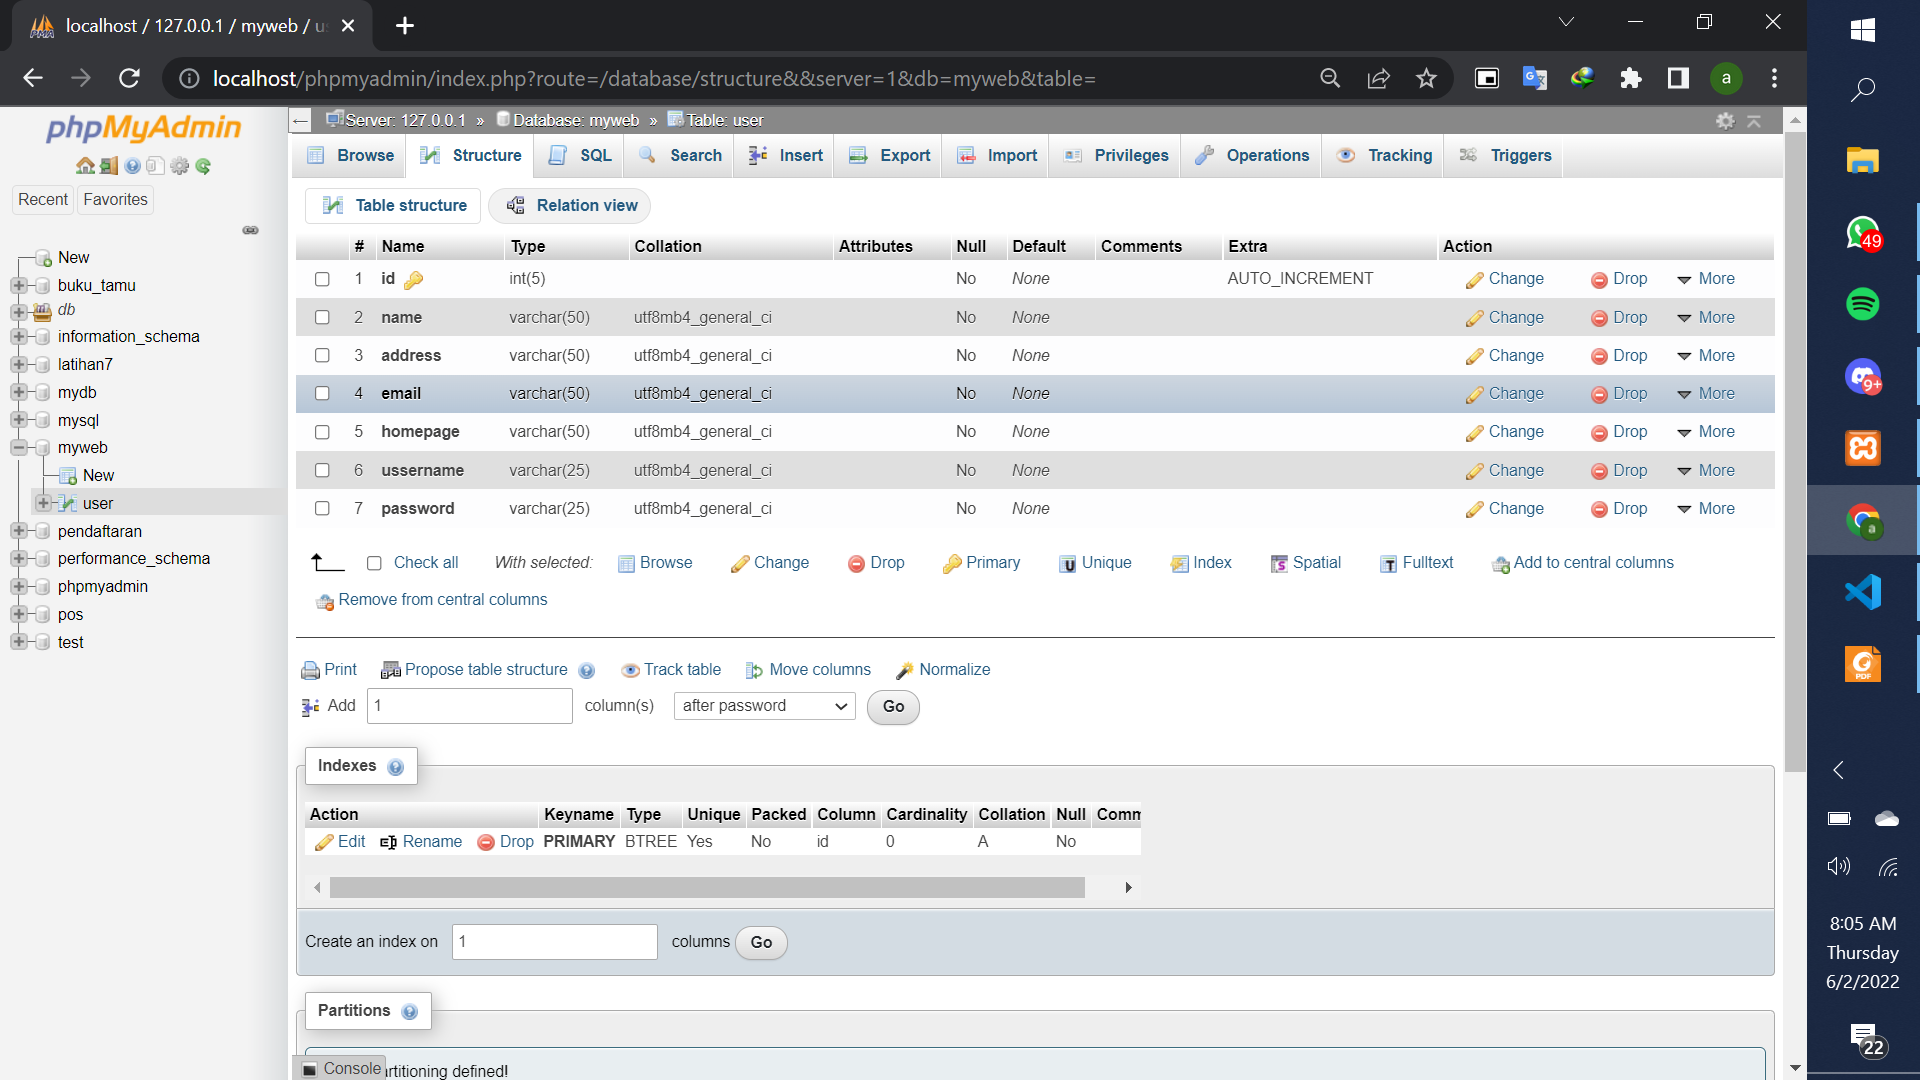 localhost / 127.0.0.1 / myweb / us
localhost/phpmyadmin/index.php?route=/database/structure&&server=1&db=myweb&table=
a
phpMyAdmin
Recent Favorites
New
buku_tamu
db
information_schema
latihan7
mydb
mysql
myweb
New
user
pendaftaran
performance_schema
phpmyadmin
pos
test
Server: 127.0.0.1 » Database: myweb » Table: user
Browse Structure SQL Search Insert Export Import Privileges Operations Tracking Triggers
Table structure Relation view
# Name Type Collation Attributes Null Default Comments Extra Action
1 id int(5) No None AUTO_INCREMENT Change Drop More
2 name varchar(50) utf8mb4_general_ci No None Change Drop More
3 address varchar(50) utf8mb4_general_ci No None Change Drop More
4 email varchar(50) utf8mb4_general_ci No None Change Drop More
5 homepage varchar(50) utf8mb4_general_ci No None Change Drop More
6 ussername varchar(25) utf8mb4_general_ci No None Change Drop More
7 password varchar(25) utf8mb4_general_ci No None Change Drop More
Check all With selected: Browse Change Drop Primary Unique Index Spatial Fulltext Add to central columns
Remove from central columns
Print Propose table structure Track table Move columns Normalize
Add 1 column(s) after password Go
Indexes
Action Keyname Type Unique Packed Column Cardinality Collation Null Comm
Edit Rename Drop PRIMARY BTREE Yes No id 0 A No
Create an index on 1 columns Go
Partitions
Console artitioning defined!
49
9+
a
PDF
8:05 AM
Thursday
6/2/2022
22